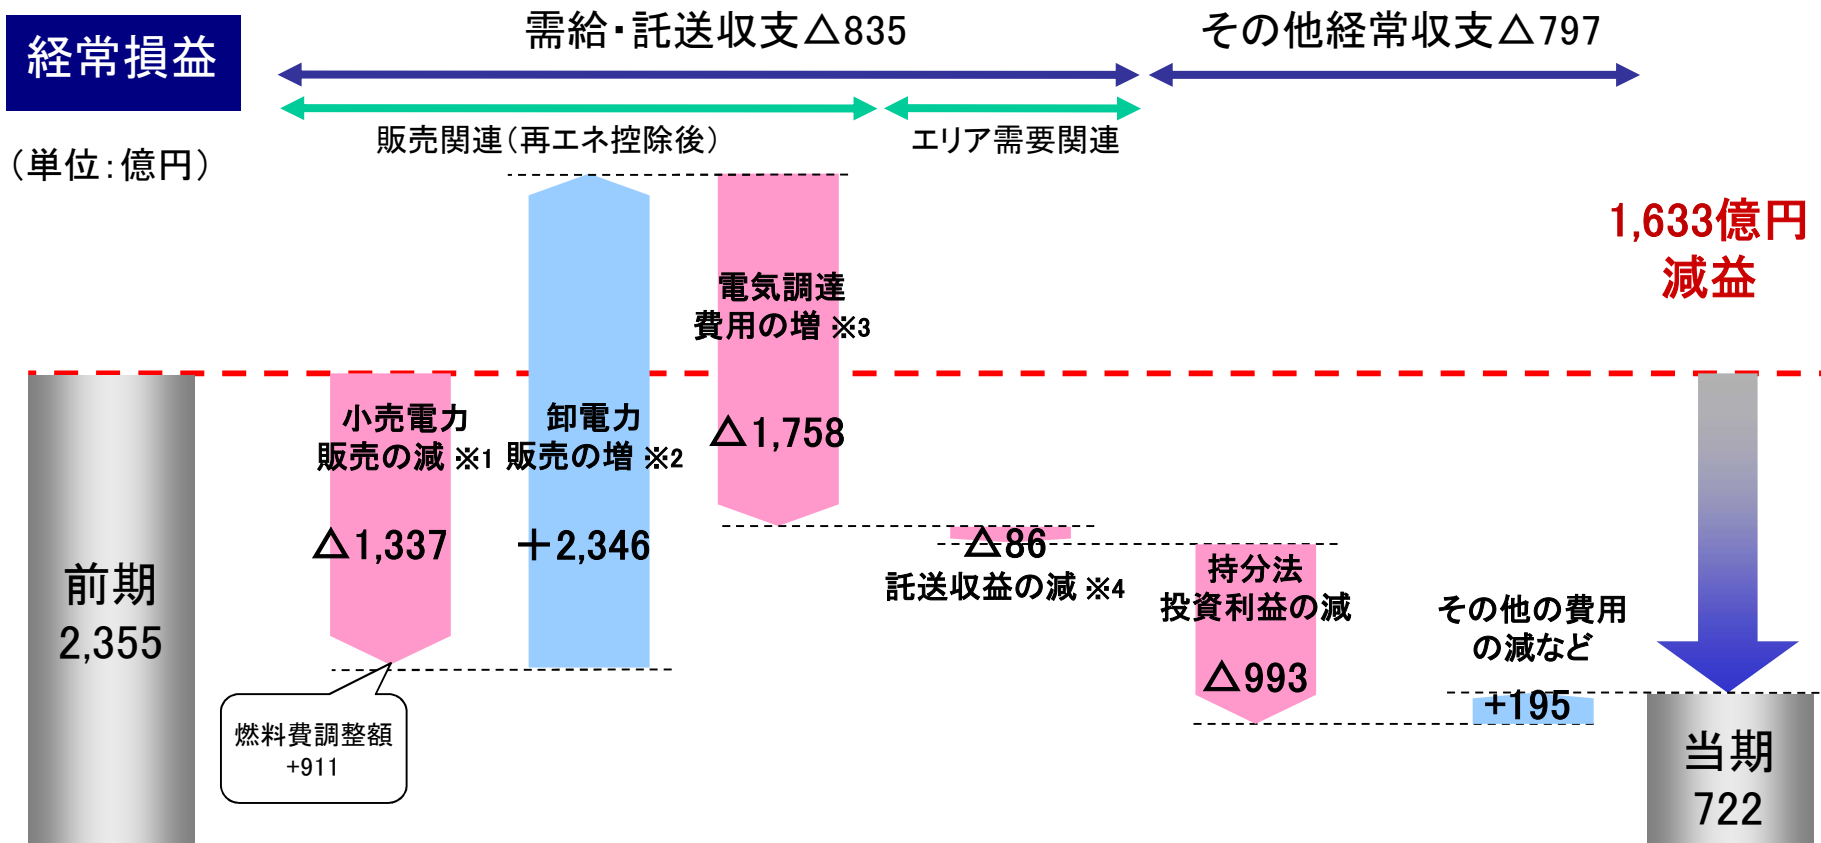 経常損益
(単位:億円)
需給・託送収支△835
その他経常収支△797
販売関連(再エネ控除後)
エリア需要関連
1,633億円
減益
前期
2,355
小売電力
販売の減 ※1
△1,337
燃料費調整額
+911
卸電力
販売の増 ※2
+2,346
電気調達
費用の増 ※3
△1,758
△86
託送収益の減 ※4
持分法
投資利益の減
△993
その他の費用
の減など
+195
当期
722